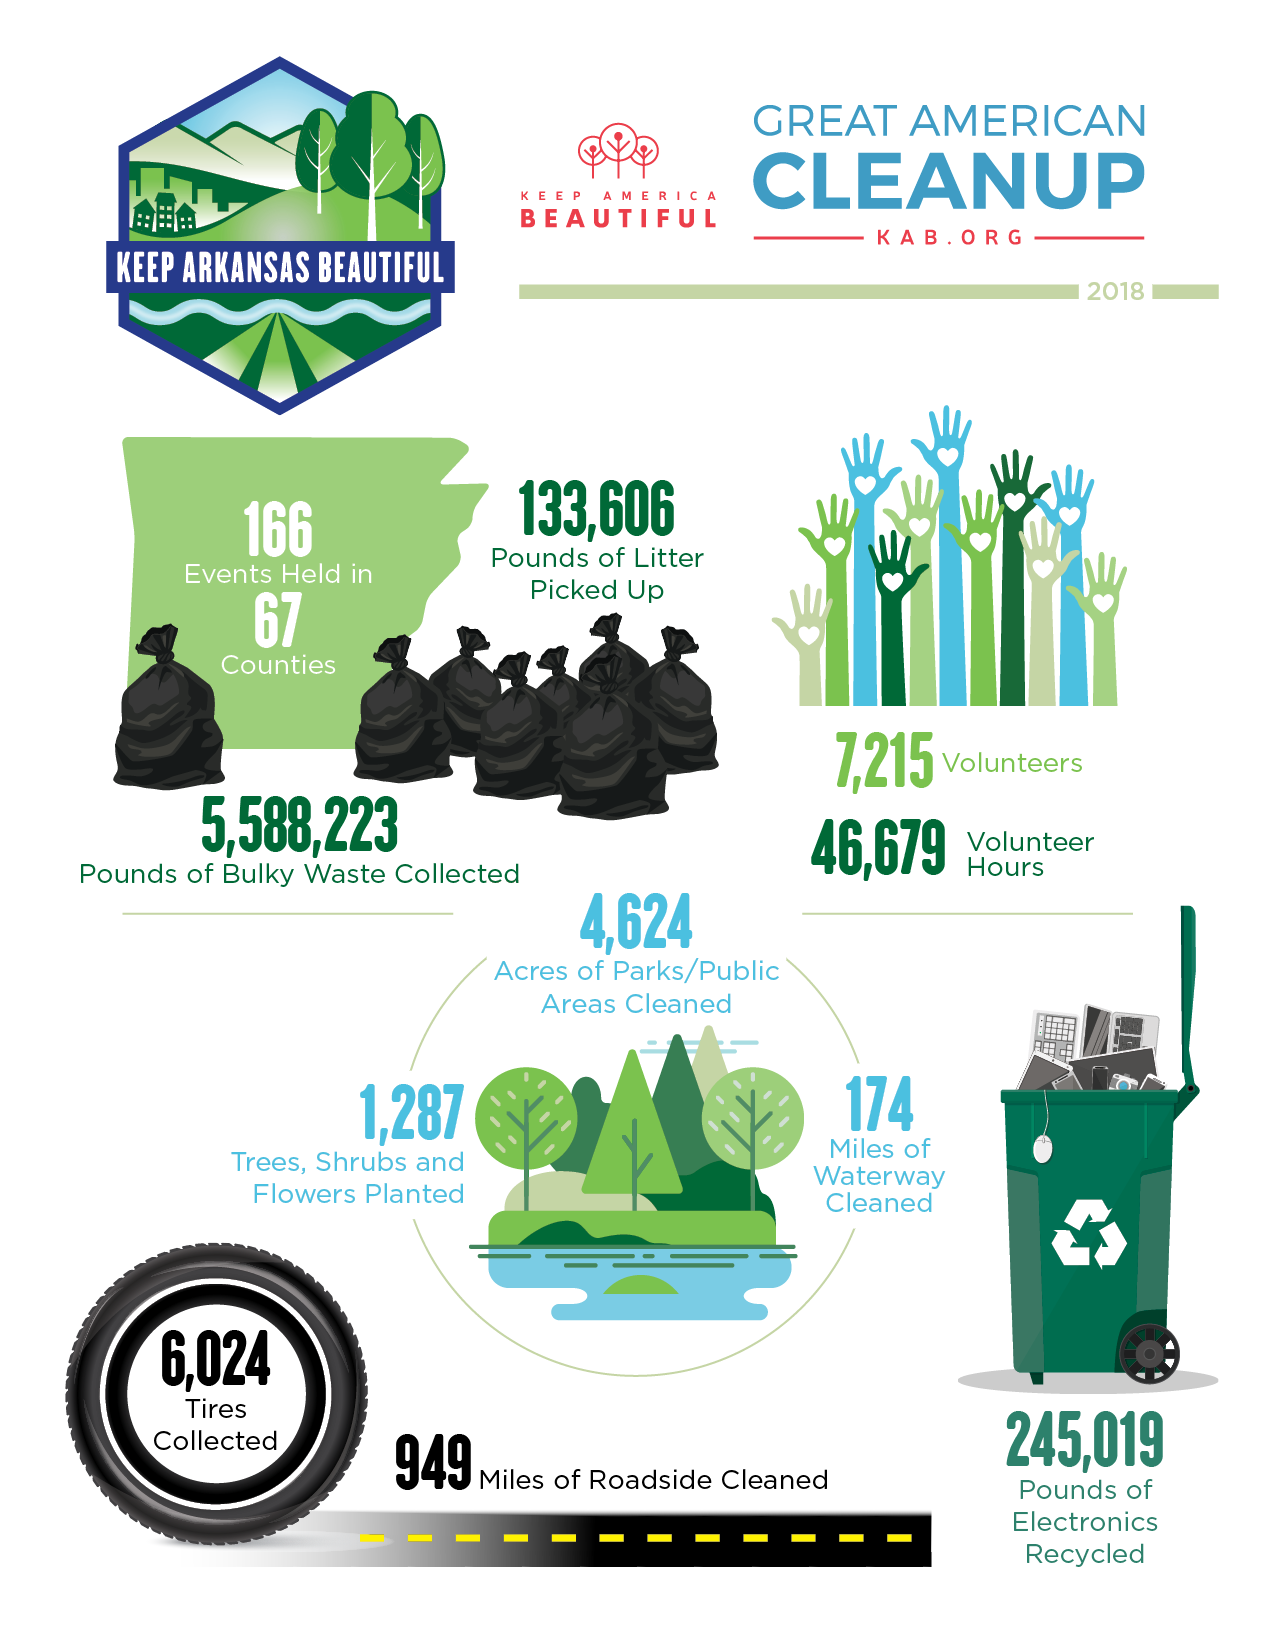 KEEP ARKANSAS BEAUTIFUL
KEEP AMERICA
BEAUTIFUL
GREAT AMERICAN
CLEANUP
KAB.ORG
2018
166
Events Held in
67
Counties
133,606
Pounds of Litter
Picked Up
5,588,223
Pounds of Bulky Waste Collected
7,215 Volunteers
46,679 Volunteer
Hours
4,624
Acres of Parks/Public
Areas Cleaned
1,287
Trees, Shrubs and
Flowers Planted
174
Miles of
Waterway
Cleaned
6,024
Tires
Collected
949 Miles of Roadside Cleaned
245,019
Pounds of
Electronics
Recycled